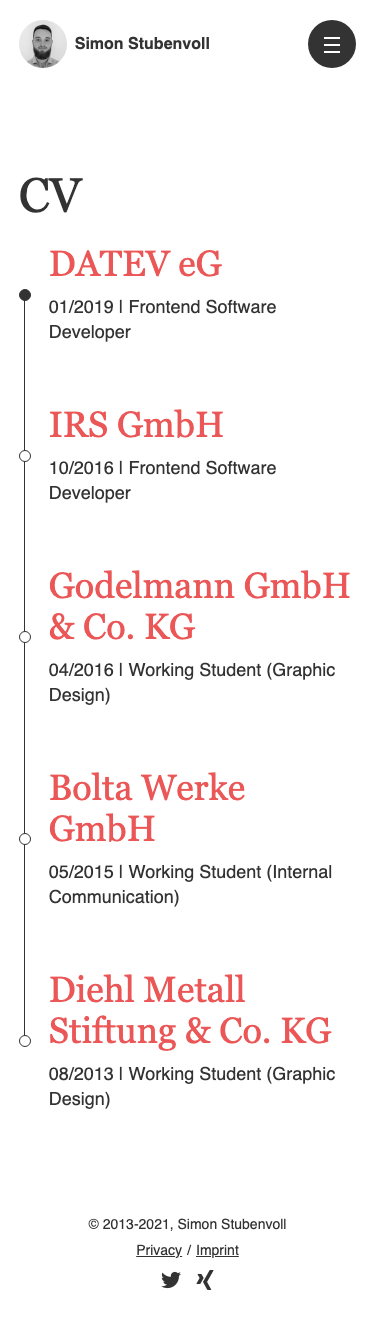 Simon Stubenvoll
CV
DATEV eG
01/2019 | Frontend Software
Developer
IRS GmbH
10/2016 | Frontend Software
Developer
Godelmann GmbH
& Co. KG
04/2016 | Working Student (Graphic
Design)
Bolta Werke
GmbH
05/2015 | Working Student (Internal
Communication)
Diehl Metall
Stiftung & Co. KG
08/2013 | Working Student (Graphic
Design)
© 2013-2021, Simon Stubenvoll
Privacy / Imprint